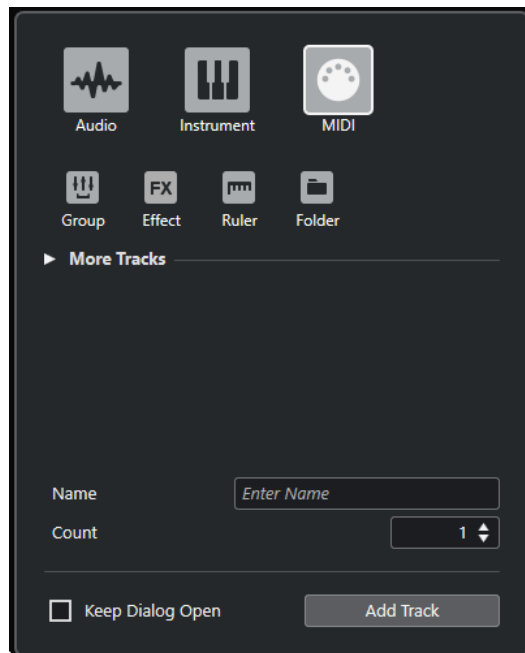 Audio Instrument MIDI
FX
Group Effect Ruler Folder
More Tracks
Name Enter Name
Count 1
Keep Dialog Open Add Track